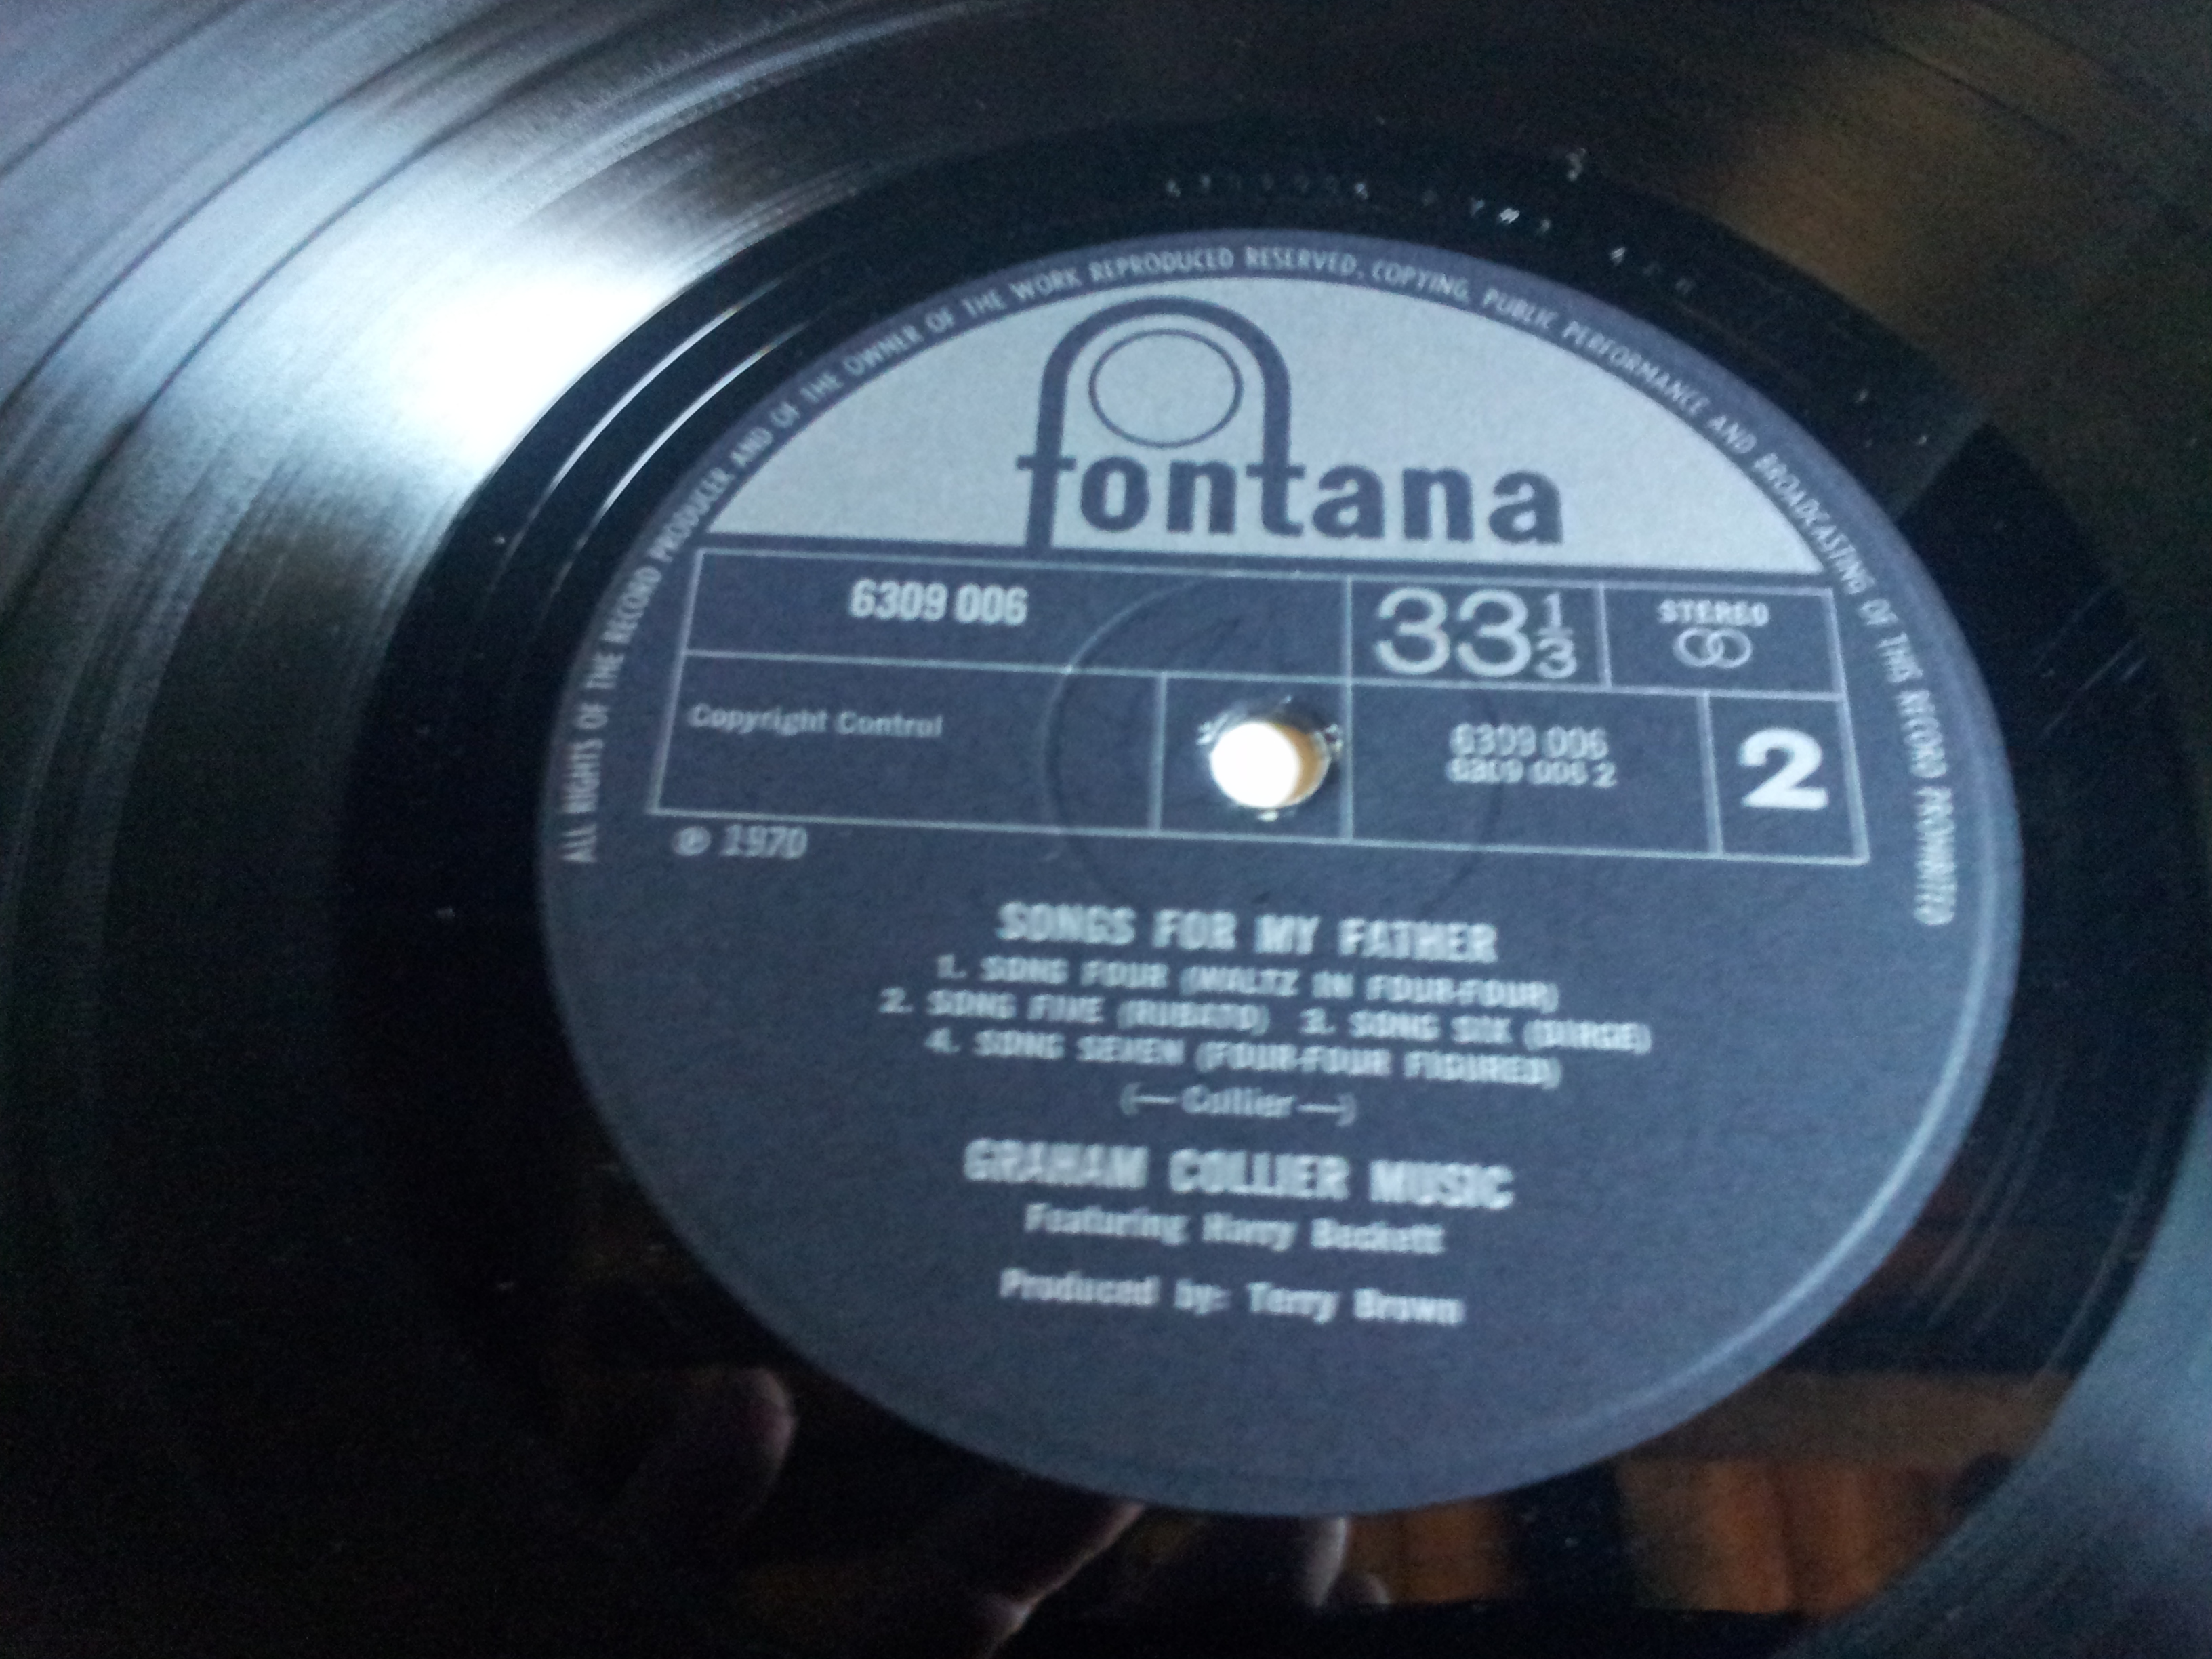 ALL RIGHTS OF THE RECORD PRODUCER AND OF THE OWNER OF THE WORK REPRODUCED RESERVED. COPYING, PUBLIC PERFORMANCE AND BROADCASTING OF THIS RECORD PROHIBITED
fontana
6309 006
33 1/3
STEREO
Copyright Control
6309 006
6309 006 2
2
℗ 1970
SONGS FOR MY FATHER
1. SONG FOUR (WALTZ IN FOUR-FOUR)
2. SONG FIVE (RUBATO) 3. SONG SIX (DIRGE)
4. SONG SEVEN (FOUR-FOUR FIGURED)
(— Collier —)
GRAHAM COLLIER MUSIC
Featuring Harry Beckett
Produced by: Terry Brown